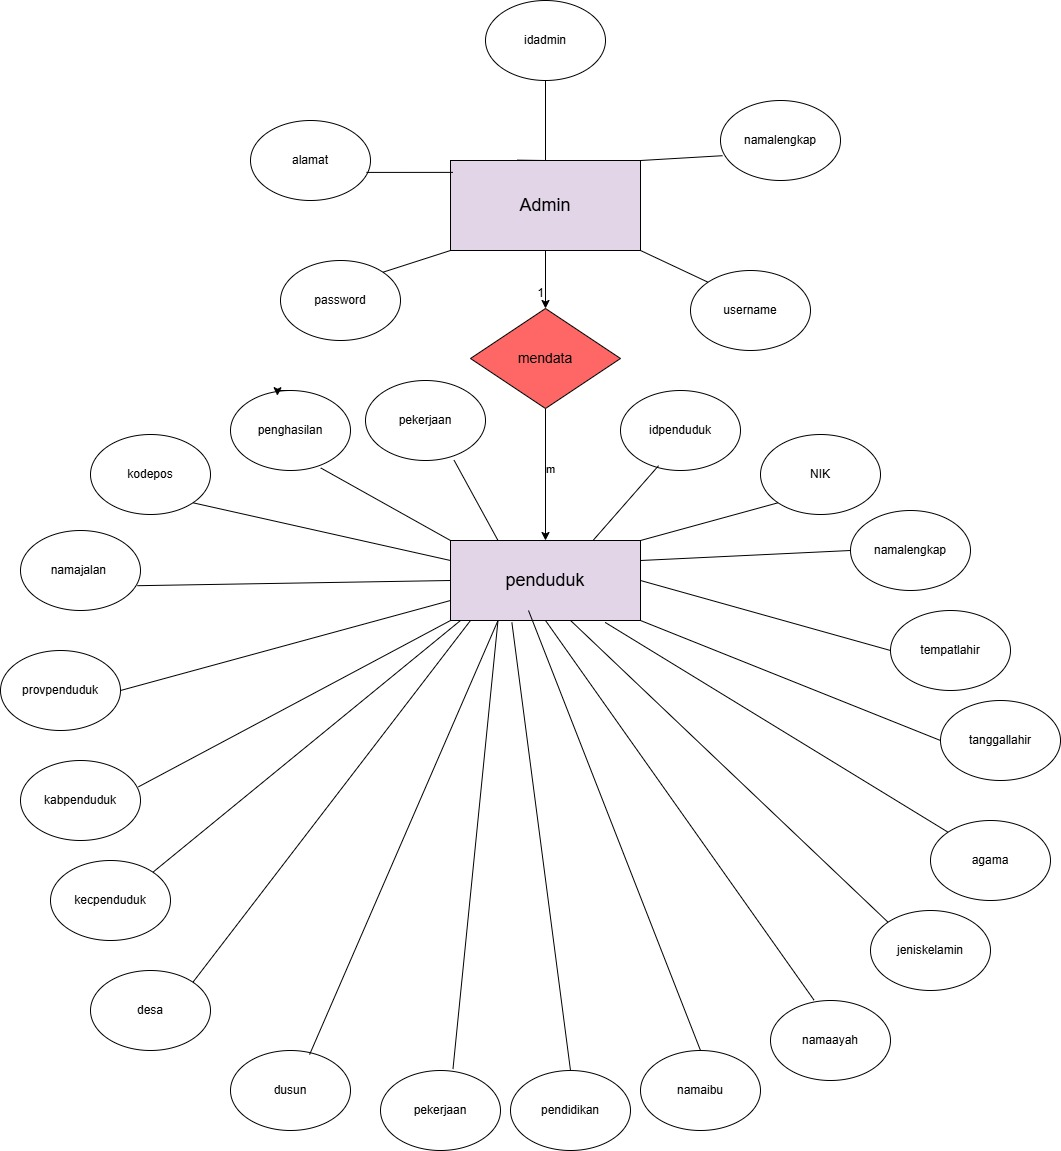 idadmin
namalengkap
alamat
Admin
password
username
1
mendata
pekerjaan
penghasilan
idpenduduk
kodepos
NIK
m
namalengkap
namajalan
penduduk
tempatlahir
provpenduduk
tanggallahir
kabpenduduk
agama
kecpenduduk
jeniskelamin
desa
namaayah
dusun
namaibu
pekerjaan
pendidikan